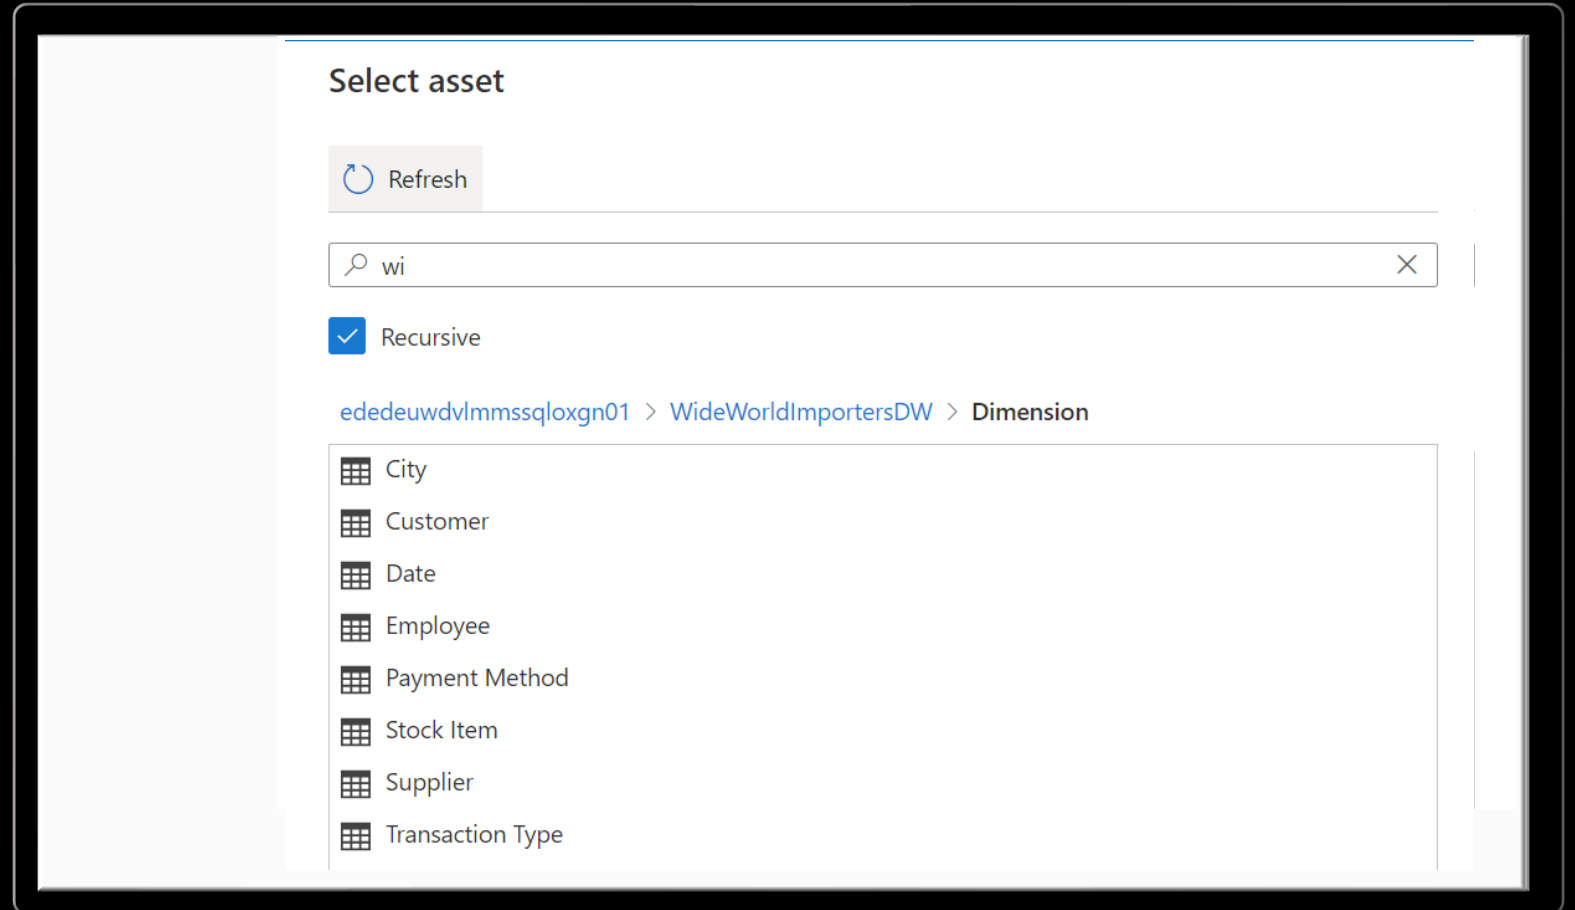 Select asset
Refresh
wi
Recursive
ededeuwdvlmmssqloxgn01 > WideWorldImportersDW > Dimension
City
Customer
Date
Employee
Payment Method
Stock Item
Supplier
Transaction Type